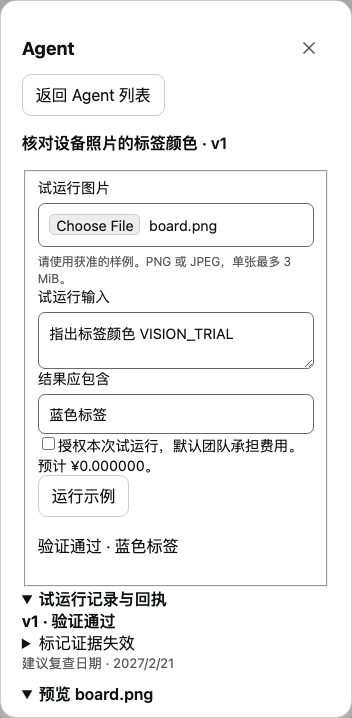 Agent
返回 Agent 列表
核对设备照片的标签颜色 · v1
试运行图片
Choose File board.png
请使用获准的样例。PNG 或 JPEG，单张最多 3
MiB。
试运行输入
指出标签颜色 VISION_TRIAL
结果应包含
蓝色标签
授权本次试运行，默认团队承担费用。
预计 ¥0.000000。
运行示例
验证通过 · 蓝色标签
▼ 试运行记录与回执
v1 · 验证通过
▶ 标记证据失效
建议复查日期 · 2027/2/21
▼ 预览 board.png